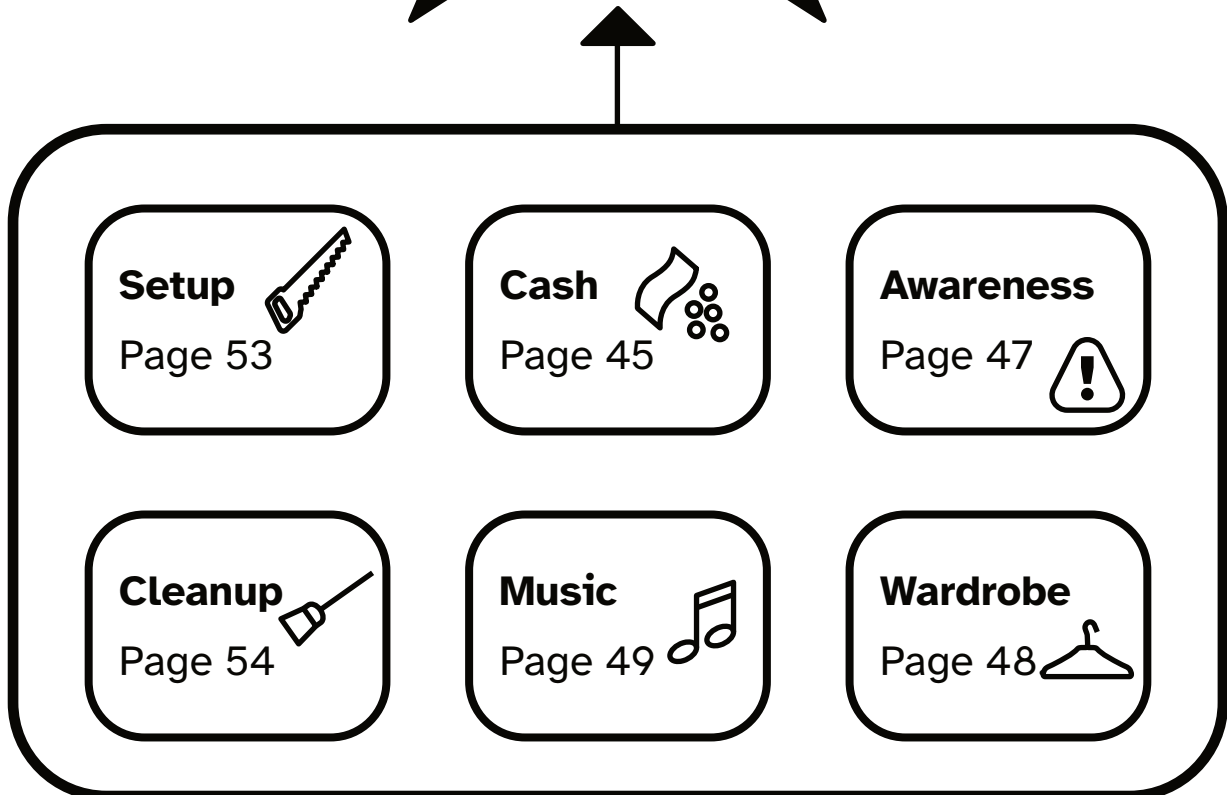 Setup
Page 53
Cash
Page 45
Awareness
Page 47
Cleanup
Page 54
Music
Page 49
Wardrobe
Page 48